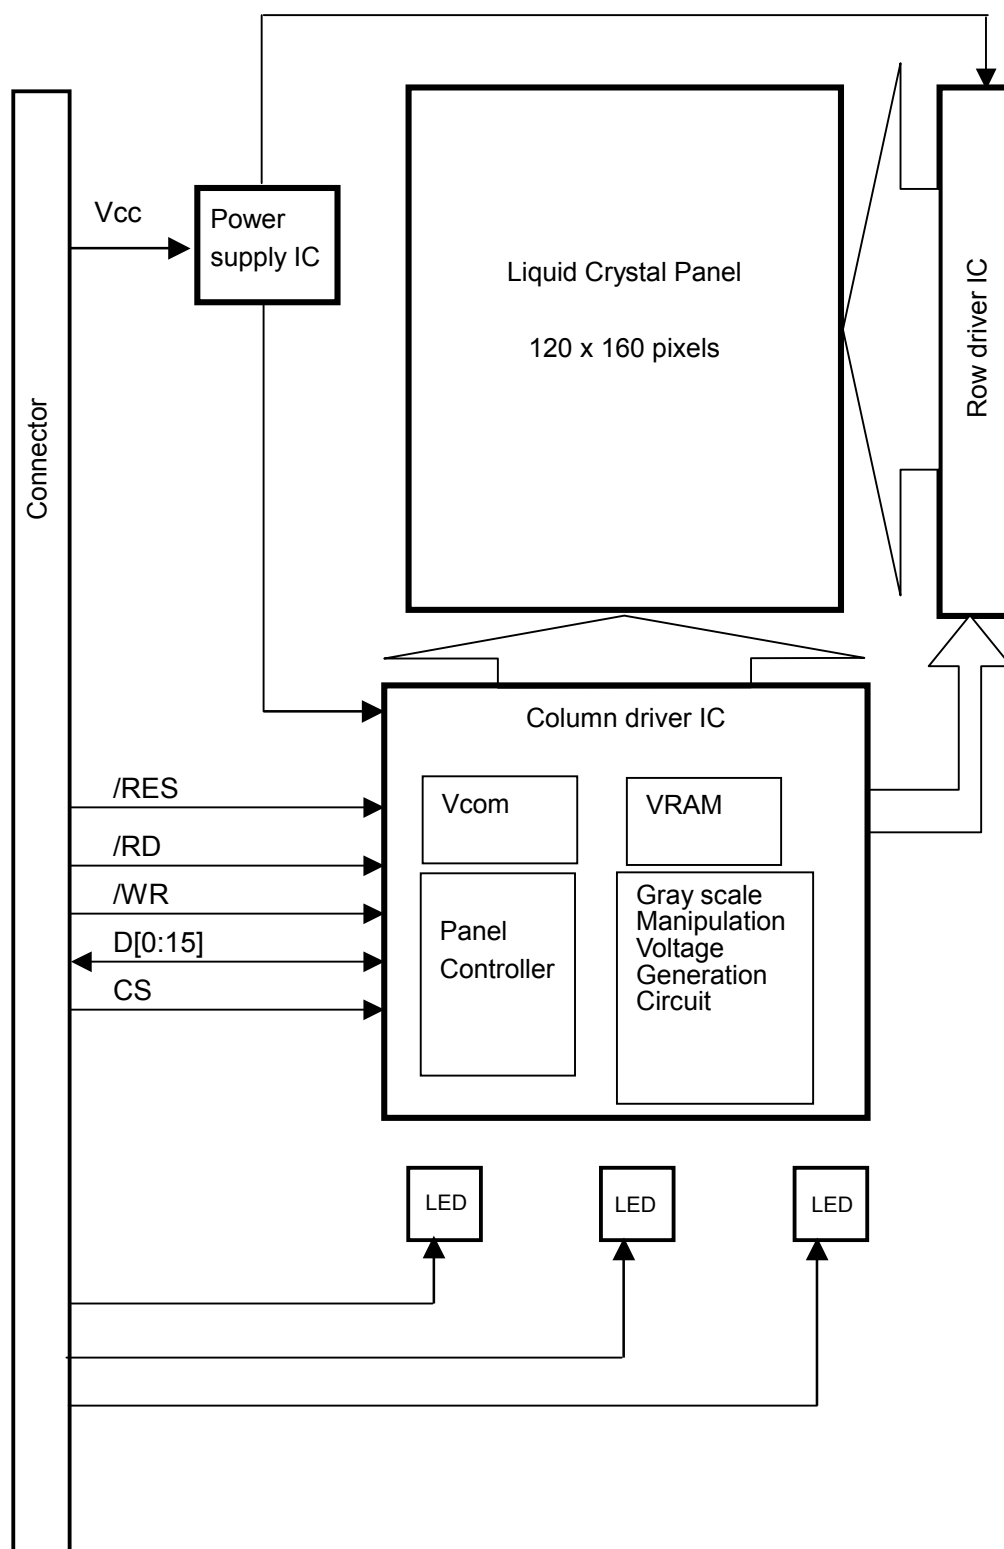 Vcc
Power
supply IC
Liquid Crystal Panel
120 x 160 pixels
Row driver IC
Connector
Column driver IC
/RES
/RD
/WR
D[0:15]
CS
Vcom
VRAM
Panel
Controller
Gray scale
Manipulation
Voltage
Generation
Circuit
LED
LED
LED